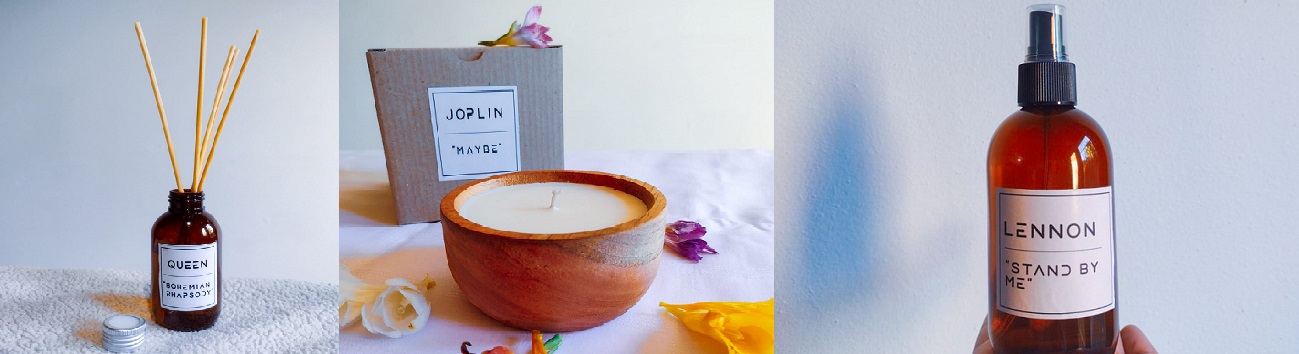 QUEEN
"BOHEMIAN
RHAPSODY"
JOPLIN
"MAYBE"
LENNON
"STAND BY
ME"